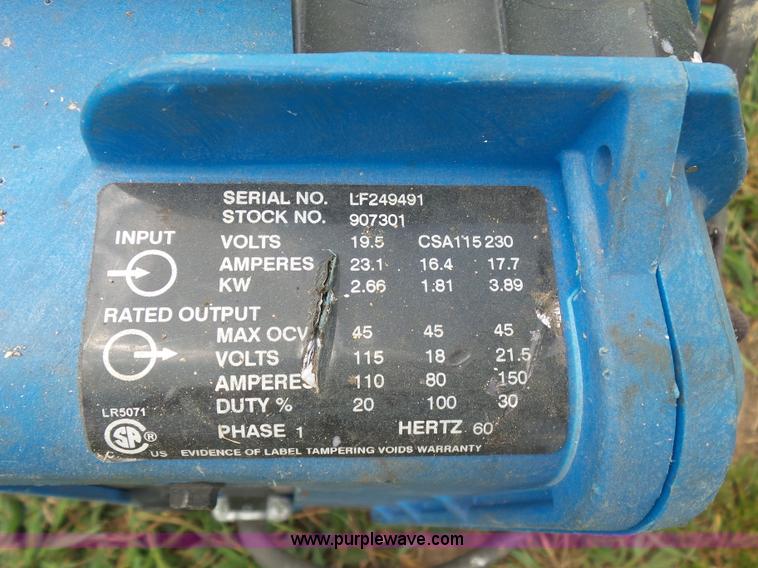 SERIAL NO. LF249491
STOCK NO. 907301
INPUT
VOLTS 19.5 CSA115 230
AMPERES 23.1 16.4 17.7
KW 2.66 1.81 3.89
RATED OUTPUT
MAX OCV 45 45 45
VOLTS 115 18 21.5
AMPERES 110 80 150
DUTY % 20 100 30
LR5071
PHASE 1 HERTZ 60
SA ®
C US EVIDENCE OF LABEL TAMPERING VOIDS WARRANTY
www.purplewave.com